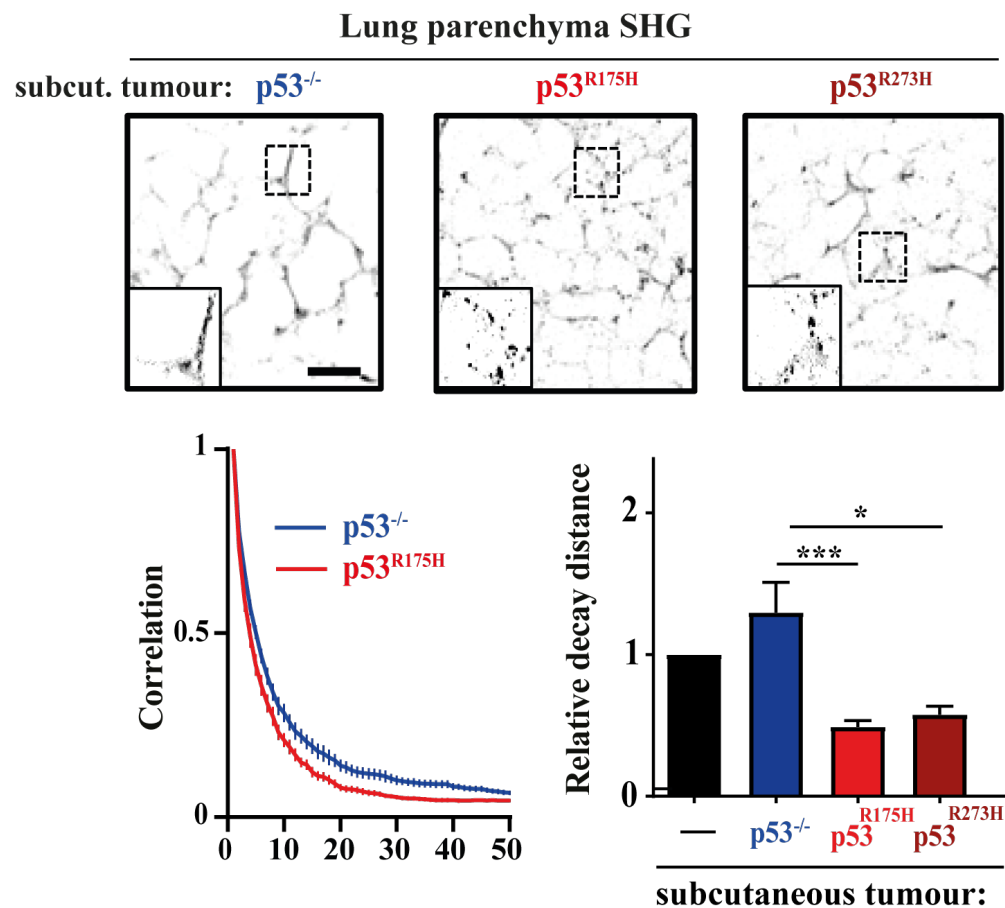 Lung parenchyma SHG
subcut. tumour: p53-/- p53R175H p53R273H
1
0.5
0
Correlation
p53-/-
p53R175H
0 10 20 30 40 50
Relative decay distance
2
1
0
*
***
— p53-/- p53R175H p53R273H
subcutaneous tumour: